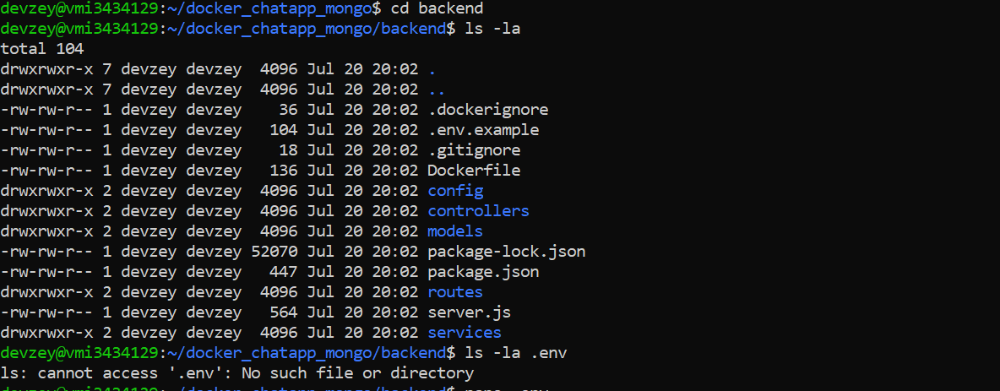 devzey@vmi3434129:~/docker_chatapp_mongo$ cd backend
devzey@vmi3434129:~/docker_chatapp_mongo/backend$ ls -la
total 104
drwxrwxr-x 7 devzey devzey  4096 Jul 20 20:02 .
drwxrwxr-x 7 devzey devzey  4096 Jul 20 20:02 ..
-rw-rw-r-- 1 devzey devzey    36 Jul 20 20:02 .dockerignore
-rw-rw-r-- 1 devzey devzey   104 Jul 20 20:02 .env.example
-rw-rw-r-- 1 devzey devzey    18 Jul 20 20:02 .gitignore
-rw-rw-r-- 1 devzey devzey   136 Jul 20 20:02 Dockerfile
drwxrwxr-x 2 devzey devzey  4096 Jul 20 20:02 config
drwxrwxr-x 2 devzey devzey  4096 Jul 20 20:02 controllers
drwxrwxr-x 2 devzey devzey  4096 Jul 20 20:02 models
-rw-rw-r-- 1 devzey devzey 52070 Jul 20 20:02 package-lock.json
-rw-rw-r-- 1 devzey devzey   447 Jul 20 20:02 package.json
drwxrwxr-x 2 devzey devzey  4096 Jul 20 20:02 routes
-rw-rw-r-- 1 devzey devzey   564 Jul 20 20:02 server.js
drwxrwxr-x 2 devzey devzey  4096 Jul 20 20:02 services
devzey@vmi3434129:~/docker_chatapp_mongo/backend$ ls -la .env
ls: cannot access '.env': No such file or directory